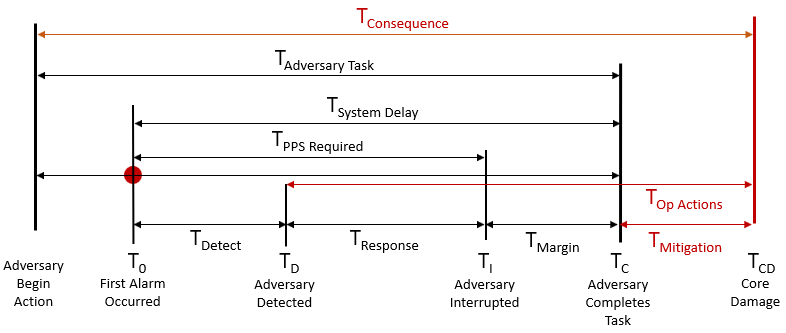 TConsequence
TAdversary Task
TSystem Delay
TPPS Required
TOp Actions
TDetect
TResponse
TMargin
TMitigation
Adversary
Begin
Action
T0
First Alarm
Occurred
TD
Adversary
Detected
TI
Adversary
Interrupted
TC
Adversary
Completes
Task
TCD
Core
Damage